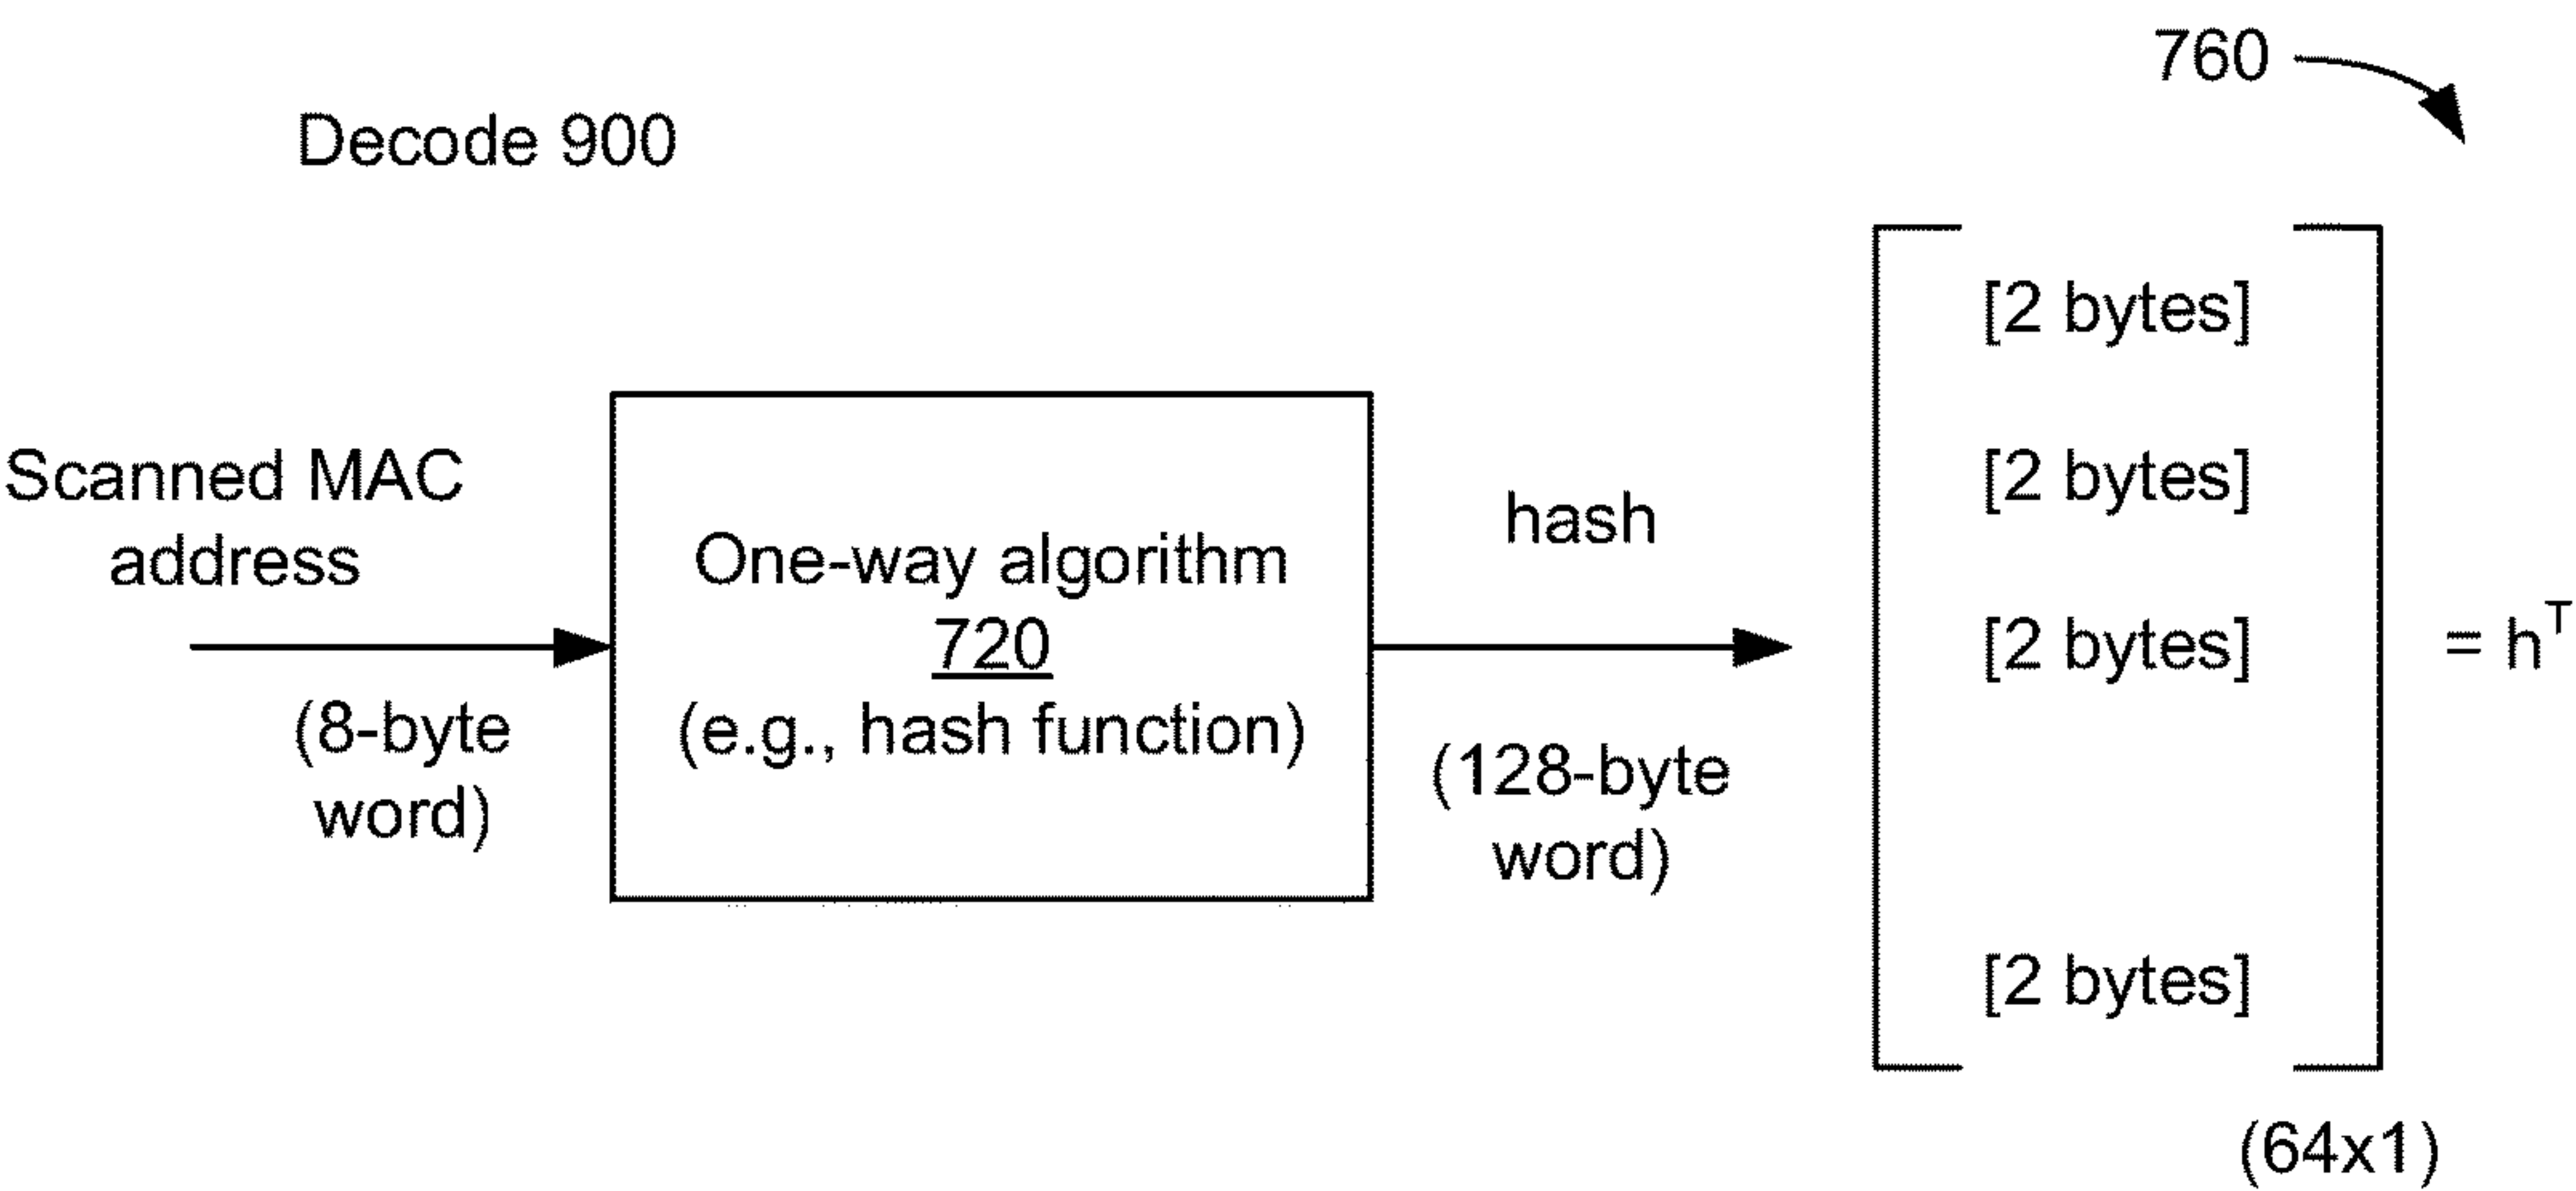 760
Decode 900
Scanned MAC
address
(8-byte
word)
One-way algorithm
720
(e.g., hash function)
hash
(128-byte
word)
[2 bytes]
[2 bytes]
[2 bytes]
[2 bytes]
= hᵀ
(64x1)